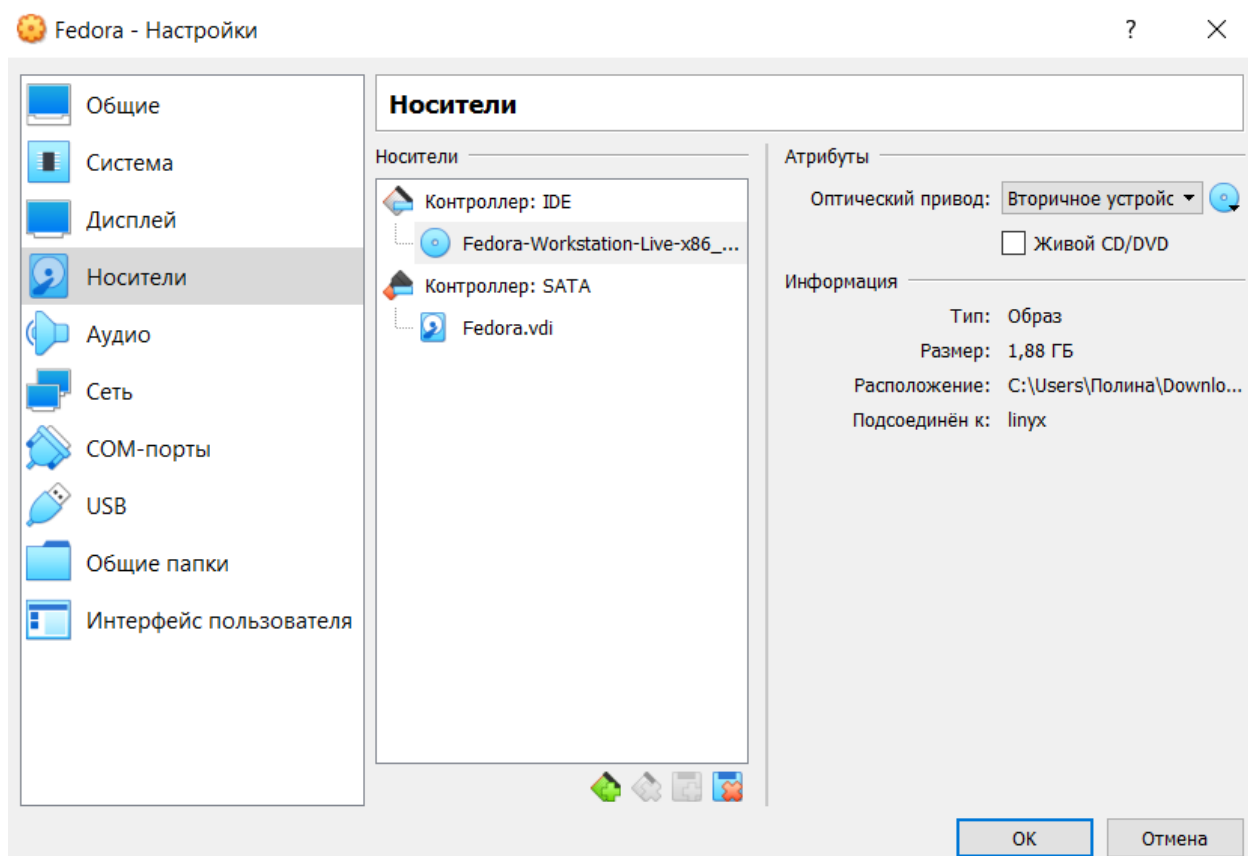 Fedora - Настройки
?
Общие
Система
Дисплей
Носители
Аудио
Сеть
COM-порты
USB
Общие папки
Интерфейс пользователя
Носители
Носители
Контроллер: IDE
Fedora-Workstation-Live-x86_...
Контроллер: SATA
Fedora.vdi
Атрибуты
Оптический привод: Вторичное устройс
Живой CD/DVD
Информация
Тип: Образ
Размер: 1,88 ГБ
Расположение: C:\Users\Полина\Downlo...
Подсоединён к: linyx
OK
Отмена